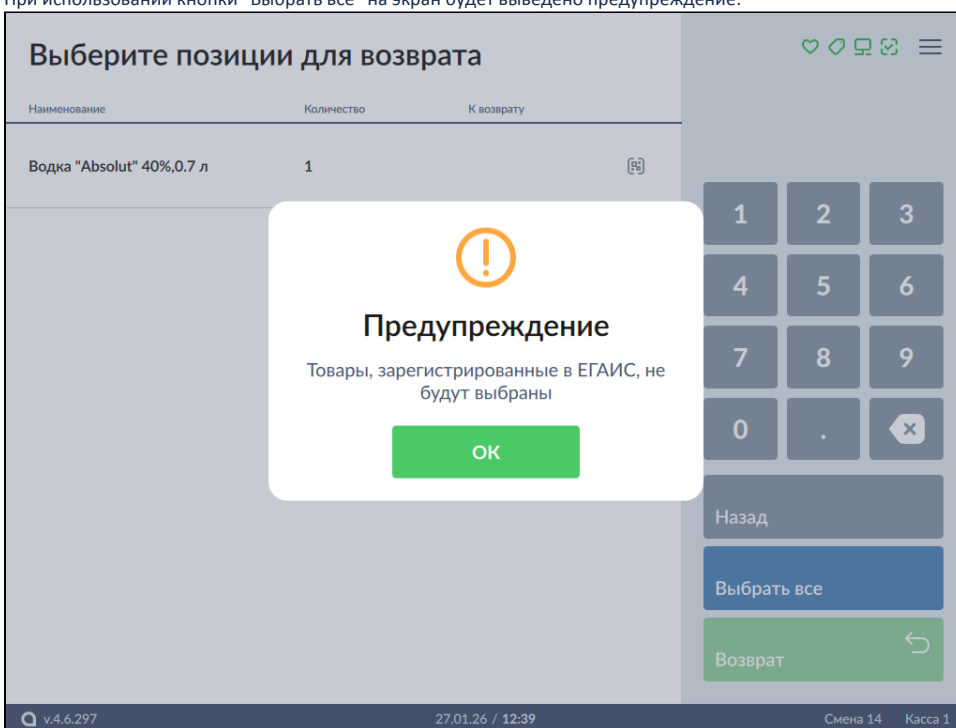 При использовании кнопки "Выбрать все" на экран будет выведено предупреждение:
Выберите позиции для возврата
Наименование Количество К возврату
Водка "Absolut" 40%,0.7 л 1
Предупреждение
Товары, зарегистрированные в ЕГАИС, не
будут выбраны
ОК
1 2 3
4 5 6
7 8 9
0 .
Назад
Выбрать все
Возврат
v.4.6.297 27.01.26 / 12:39 Смена 14 Касса 1